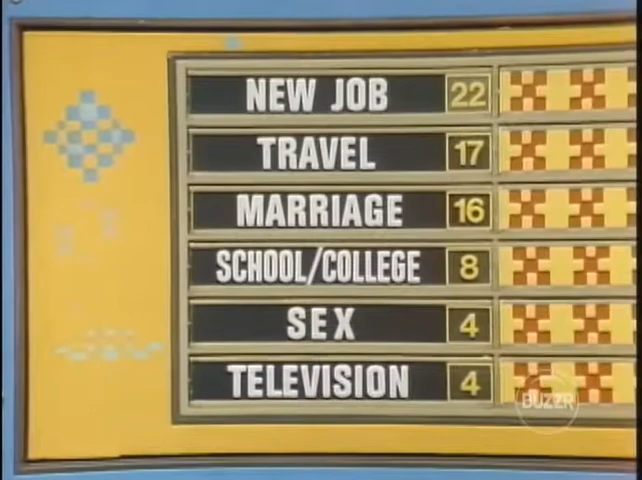 NEW JOB 22
TRAVEL 17
MARRIAGE 16
SCHOOL/COLLEGE 8
SEX 4
TELEVISION 4
BUZZR